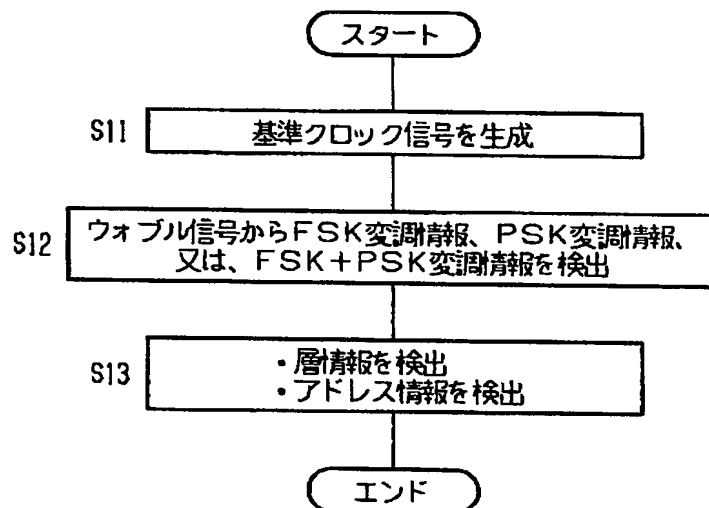 スタート
S11
基準クロック信号を生成
S12
ウォブル信号からFSK変調情報、PSK変調情報、
又は、FSK+PSK変調情報を検出
S13
・層情報を検出
・アドレス情報を検出
エンド